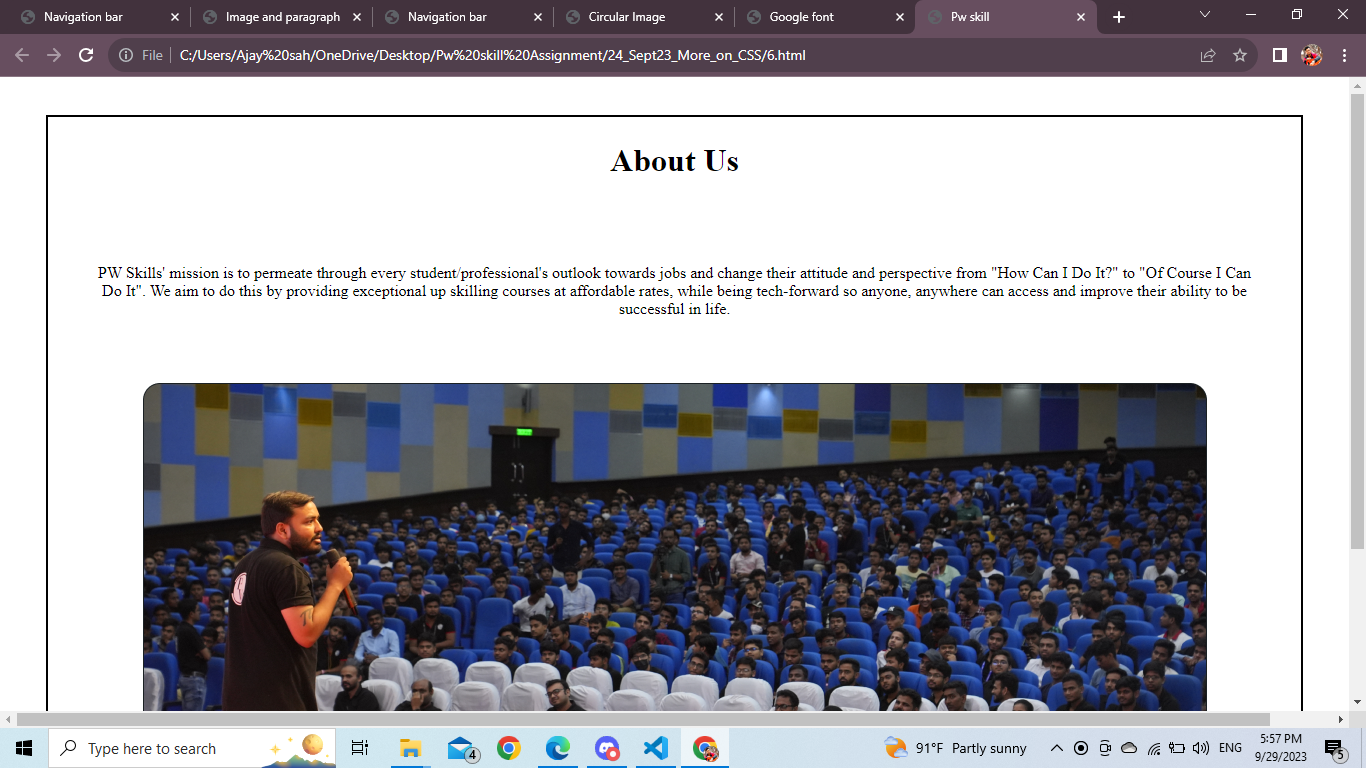 Navigation bar
Image and paragraph
Navigation bar
Circular Image
Google font
Pw skill
File
C:/Users/Ajay%20sah/OneDrive/Desktop/Pw%20skill%20Assignment/24_Sept23_More_on_CSS/6.html
About Us
PW Skills' mission is to permeate through every student/professional's outlook towards jobs and change their attitude and perspective from "How Can I Do It?" to "Of Course I Can
Do It". We aim to do this by providing exceptional up skilling courses at affordable rates, while being tech-forward so anyone, anywhere can access and improve their ability to be
successful in life.
Type here to search
4
91°F Partly sunny
ENG
5:57 PM
9/29/2023
5